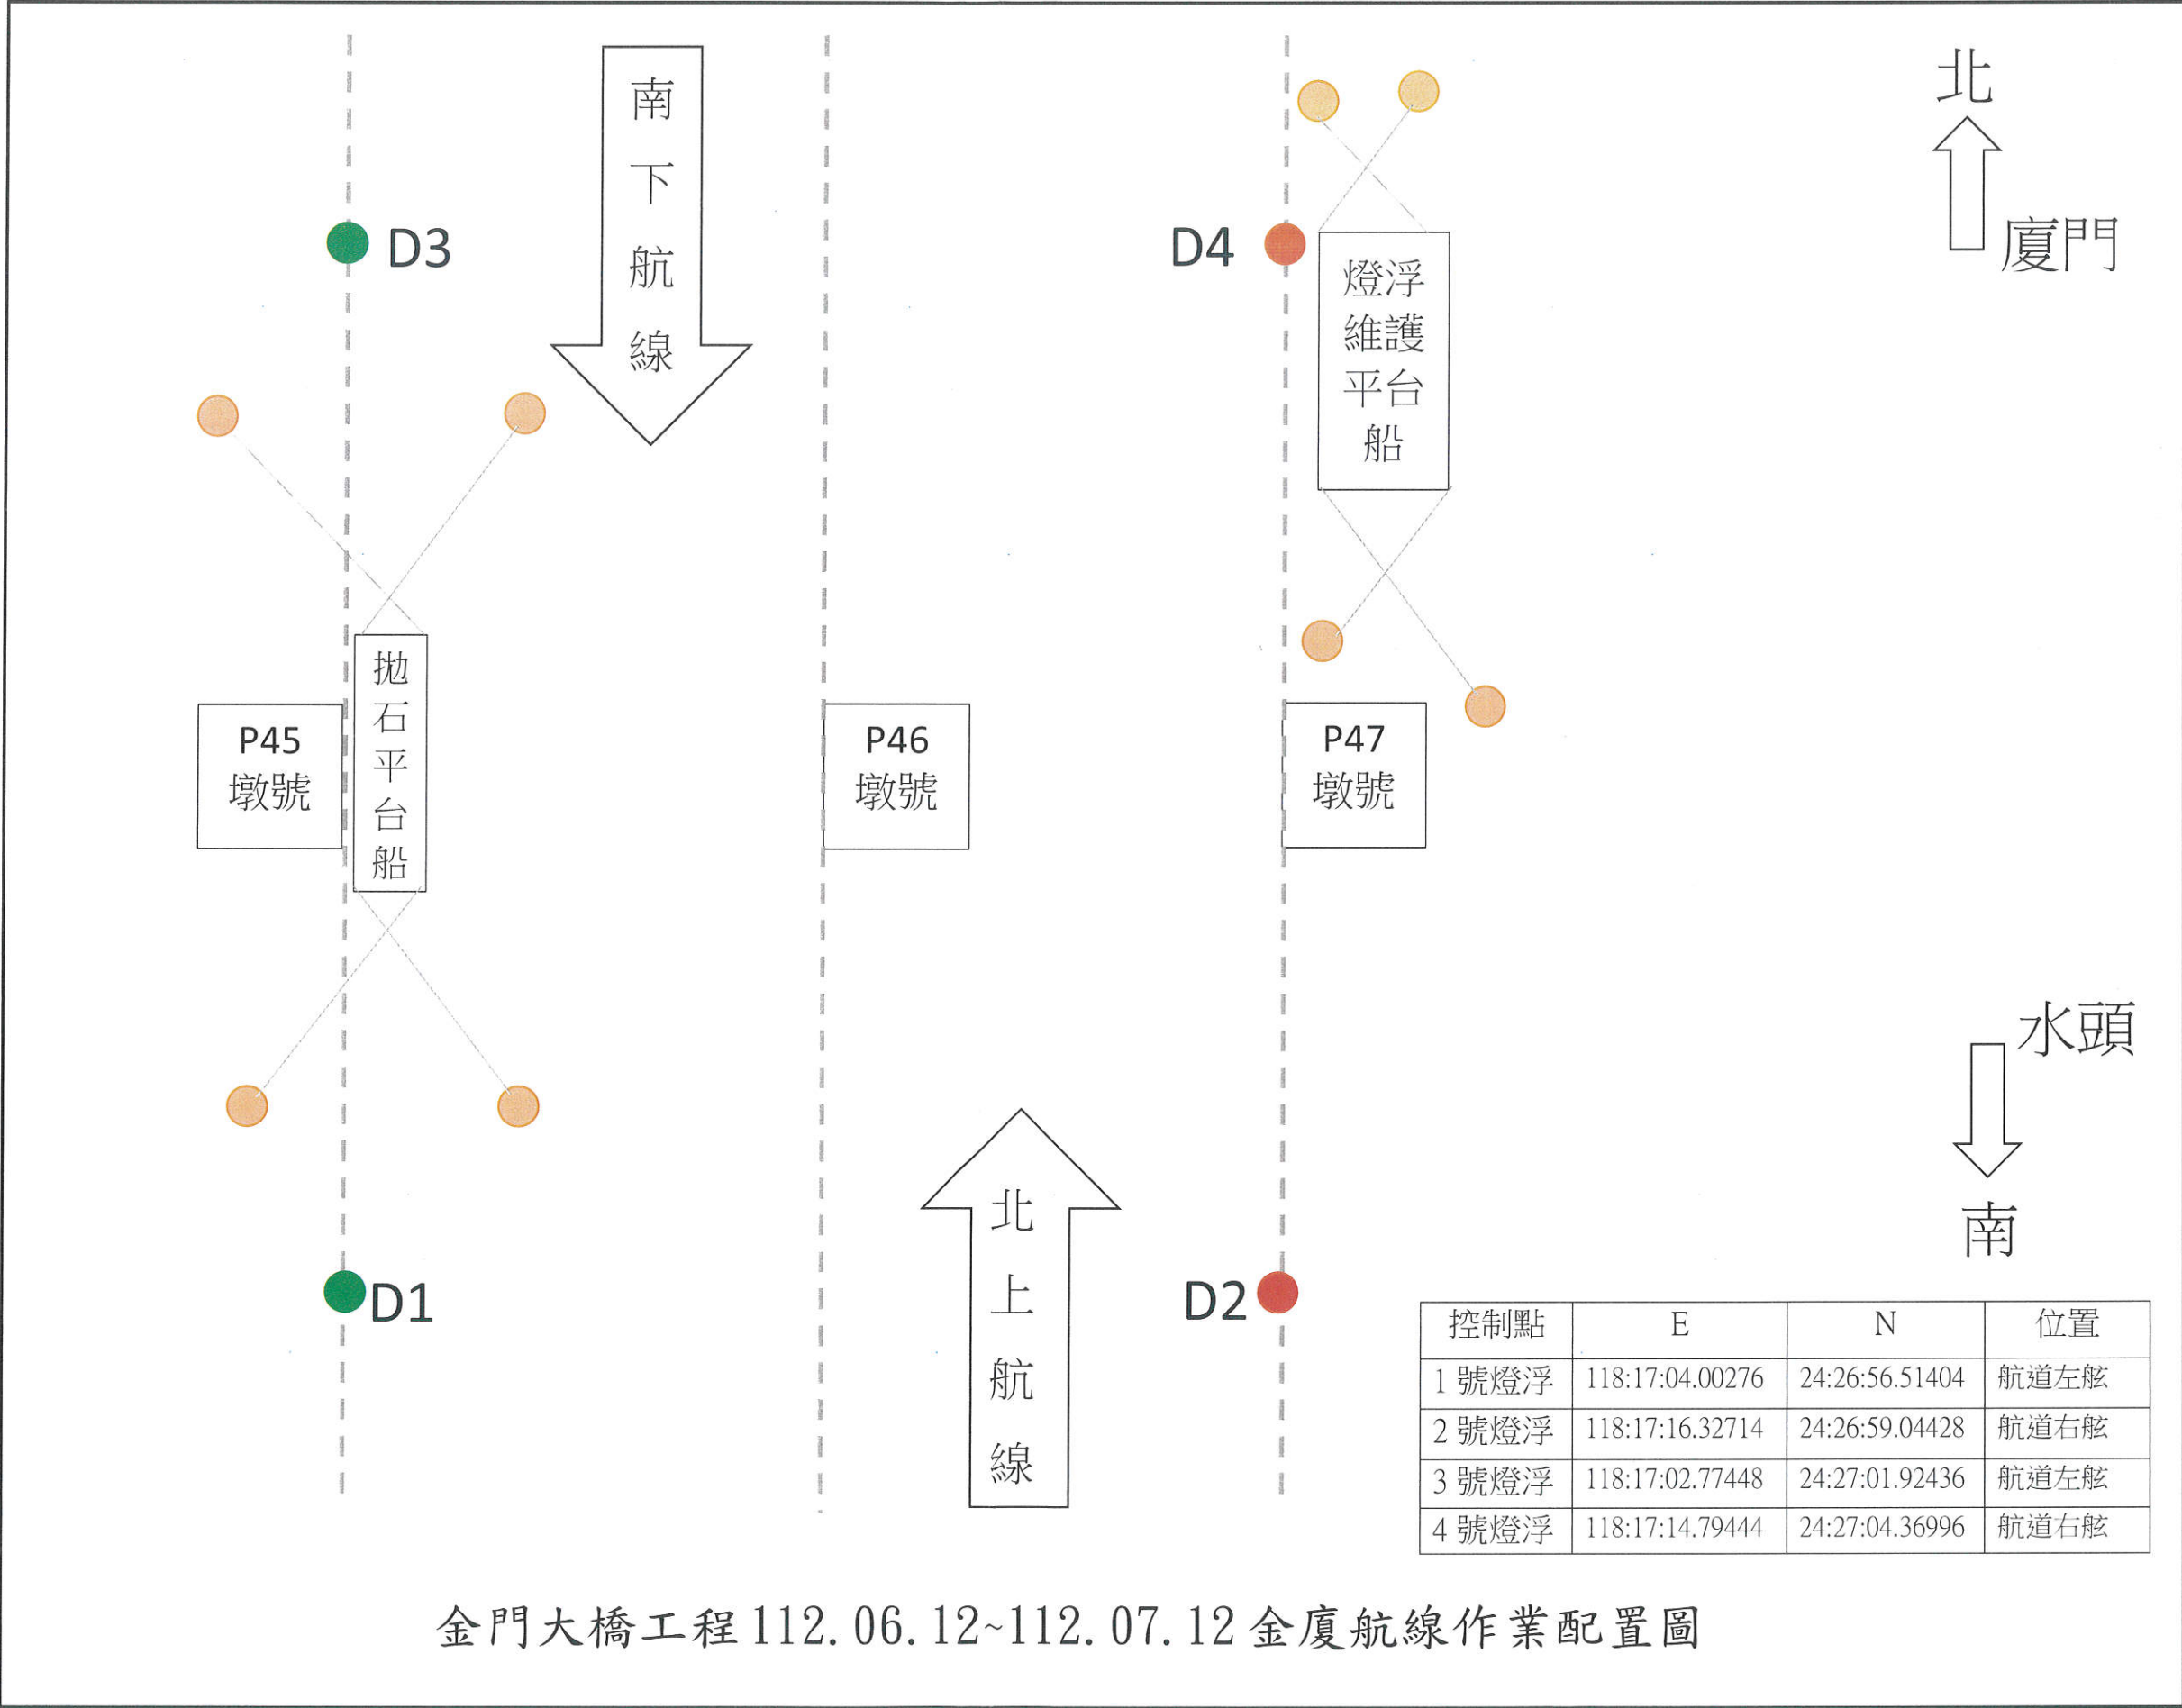 南下航線
北
廈門
D3
D4
燈浮
維護
平台
船
拋石平台船
P45
墩號
P46
墩號
P47
墩號
水頭
南
北上航線
D1
D2
控制點 E N 位置
1 號燈浮 118:17:04.00276 24:26:56.51404 航道左舷
2 號燈浮 118:17:16.32714 24:26:59.04428 航道右舷
3 號燈浮 118:17:02.77448 24:27:01.92436 航道左舷
4 號燈浮 118:17:14.79444 24:27:04.36996 航道右舷
金門大橋工程112.06.12~112.07.12金廈航線作業配置圖